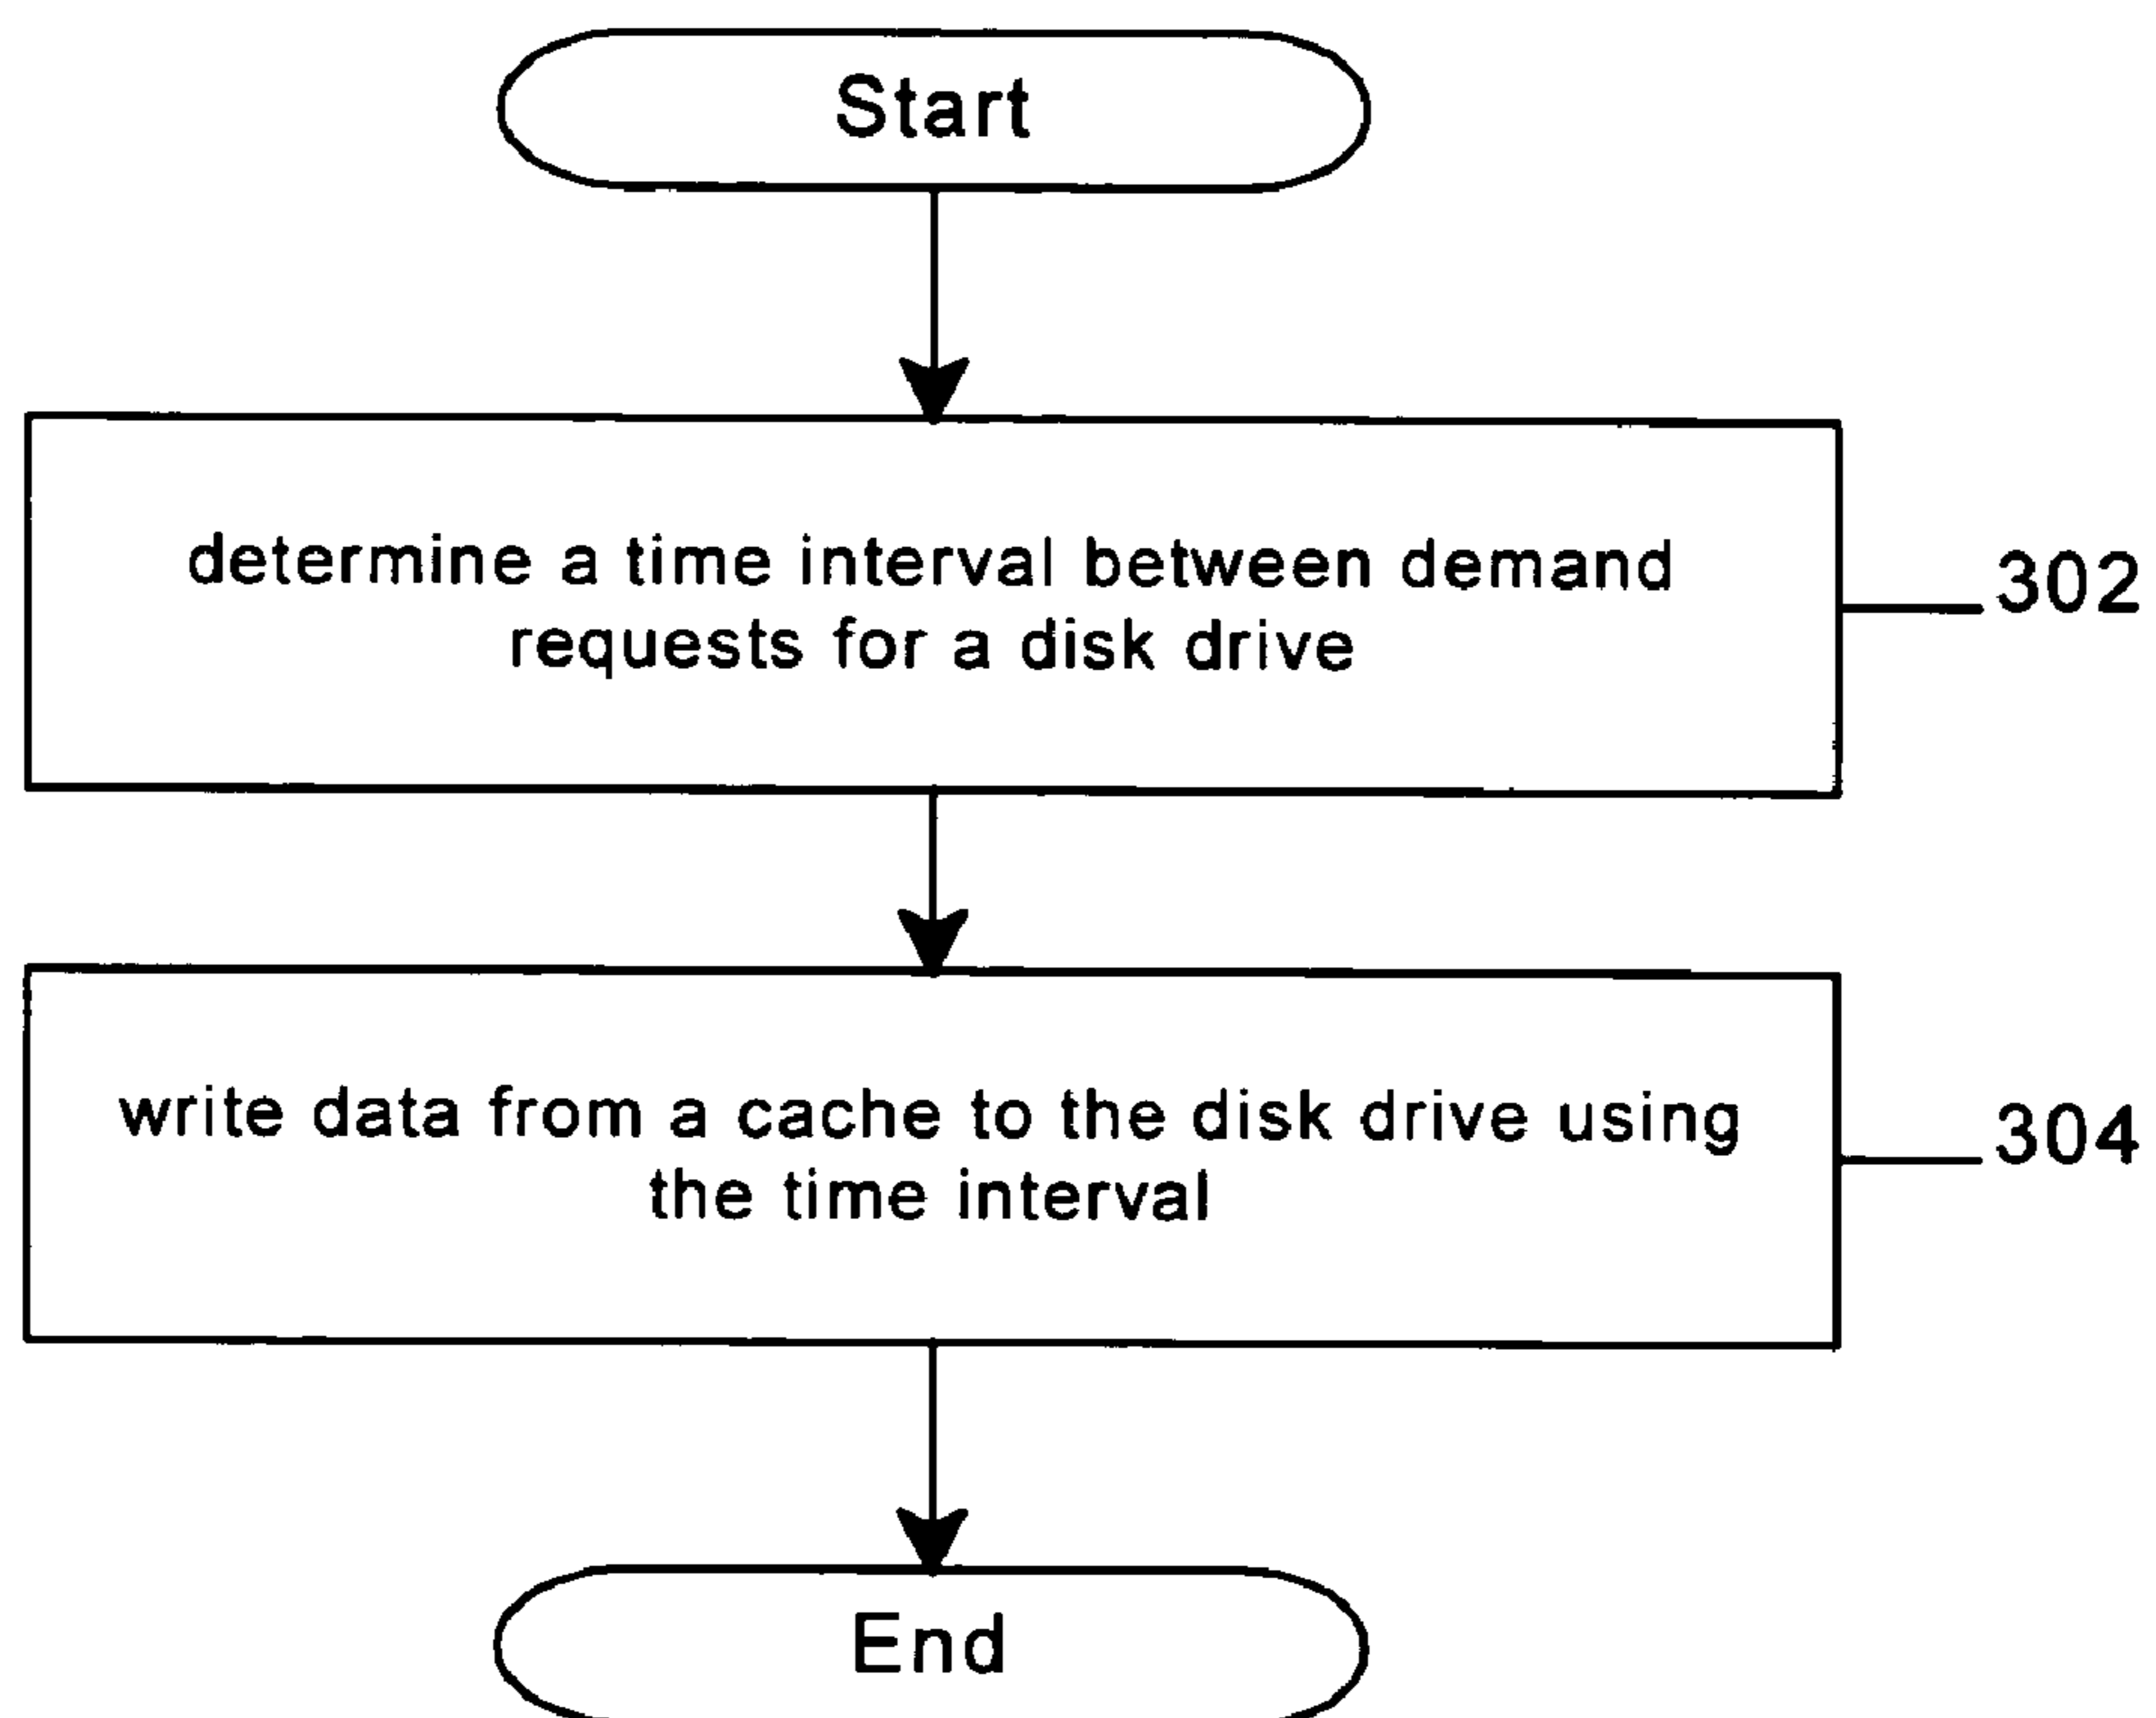 Start
determine a time interval between demand
requests for a disk drive
302
write data from a cache to the disk drive using
the time interval
304
End